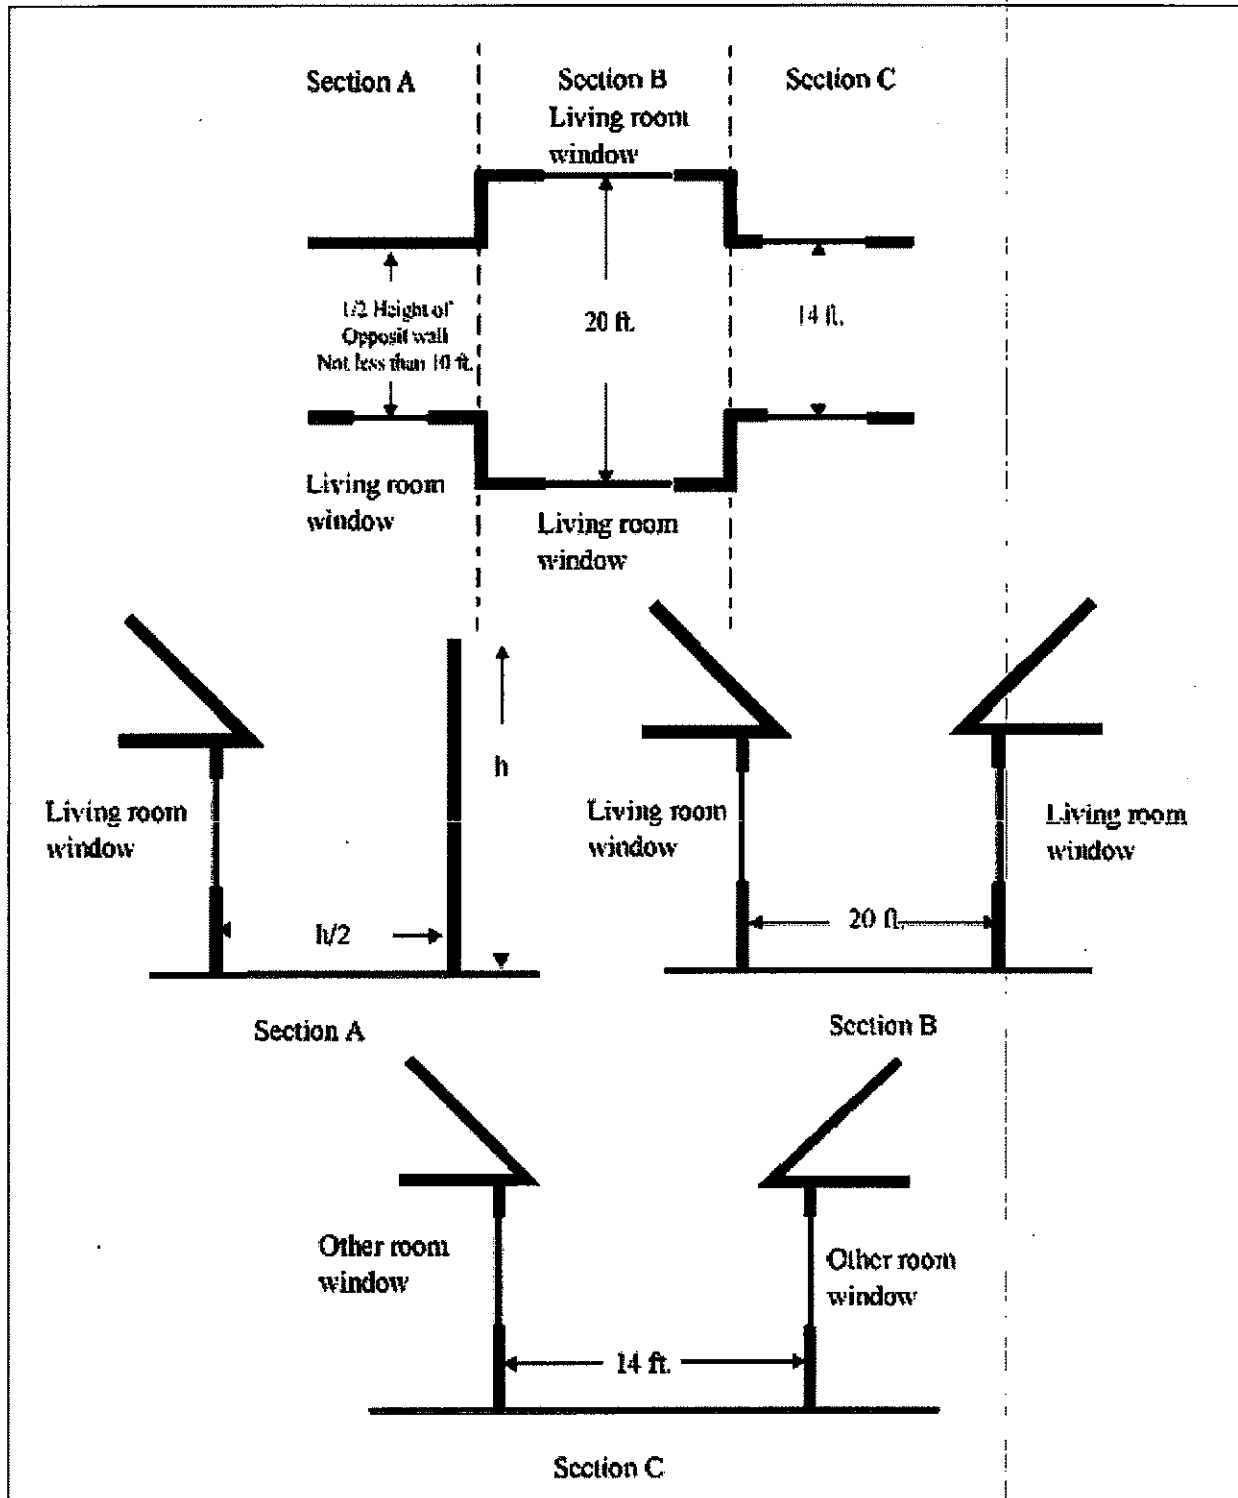 Section A
Section B
Section C
Living room
window
1/2 Height of
Opposit wall
Not less than 10 ft.
20 ft.
14 ft.
Living room
window
Living room
window
h
Living room
window
Living room
window
Living room
window
h/2
20 ft.
Section A
Section B
Other room
window
Other room
window
14 ft.
Section C